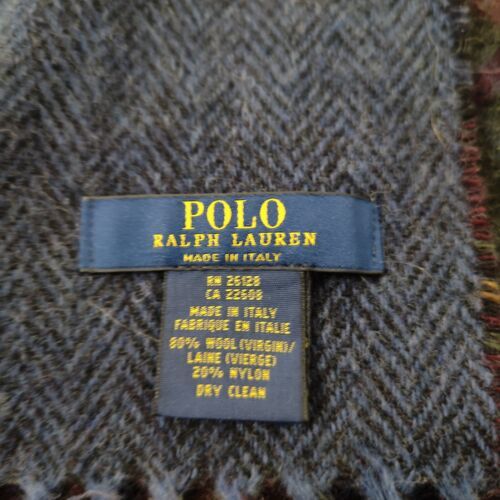 POLO
RALPH LAUREN
MADE IN ITALY
RN 26128
CA 22608
MADE IN ITALY
FABRIQUE EN ITALIE
80% WOOL (VIRGIN)/
LAINE (VIERGE)
20% NYLON
DRY CLEAN